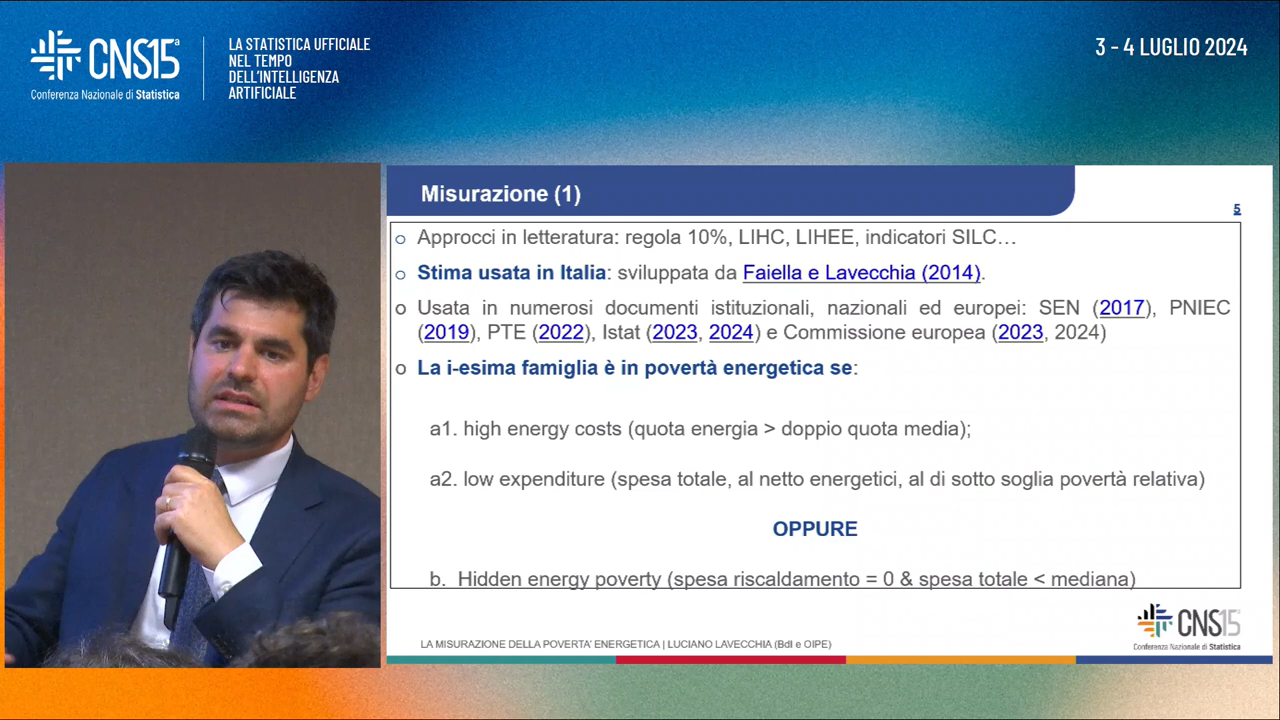 CNS15ª
Conferenza Nazionale di Statistica
LA STATISTICA UFFICIALE
NEL TEMPO
DELL'INTELLIGENZA
ARTIFICIALE
3 - 4 LUGLIO 2024
Misurazione (1)
5
o Approcci in letteratura: regola 10%, LIHC, LIHEE, indicatori SILC…
o Stima usata in Italia: sviluppata da Faiella e Lavecchia (2014).
o Usata in numerosi documenti istituzionali, nazionali ed europei: SEN (2017), PNIEC
(2019), PTE (2022), Istat (2023, 2024) e Commissione europea (2023, 2024)
o La i-esima famiglia è in povertà energetica se:
a1. high energy costs (quota energia > doppio quota media);
a2. low expenditure (spesa totale, al netto energetici, al di sotto soglia povertà relativa)
OPPURE
b. Hidden energy poverty (spesa riscaldamento = 0 & spesa totale < mediana)
LA MISURAZIONE DELLA POVERTA' ENERGETICA | LUCIANO LAVECCHIA (BdI e OIPE)
CNS15
Conferenza Nazionale di Statistica